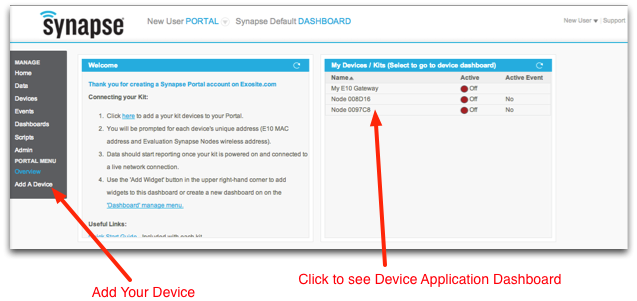 synapse
New User PORTAL Synapse Default DASHBOARD
New User Support
MANAGE
Home
Data
Devices
Events
Dashboards
Scripts
Admin
PORTAL MENU
Overview
Add A Device
Welcome
Thank you for creating a Synapse Portal account on Exosite.com
Connecting your Kit:
1. Click here to add a your kit devices to your Portal.
2. You will be prompted for each device's unique address (E10 MAC
address and Evaluation Synapse Nodes wireless address).
3. Data should start reporting once your kit is powered on and connected to
a live network connection.
4. Use the 'Add Widget' button in the upper right-hand corner to add
widgets to this dashboard or create a new dashboard on on the
'Dashboard' manage menu.
Useful Links:
Quick Start Guide - Included with each kit
My Devices / Kits (Select to go to device dashboard)
Name Active Active Event
My E10 Gateway Off
Node 008D16 Off No
Node 0097C8 Off No
Add Your Device
Click to see Device Application Dashboard